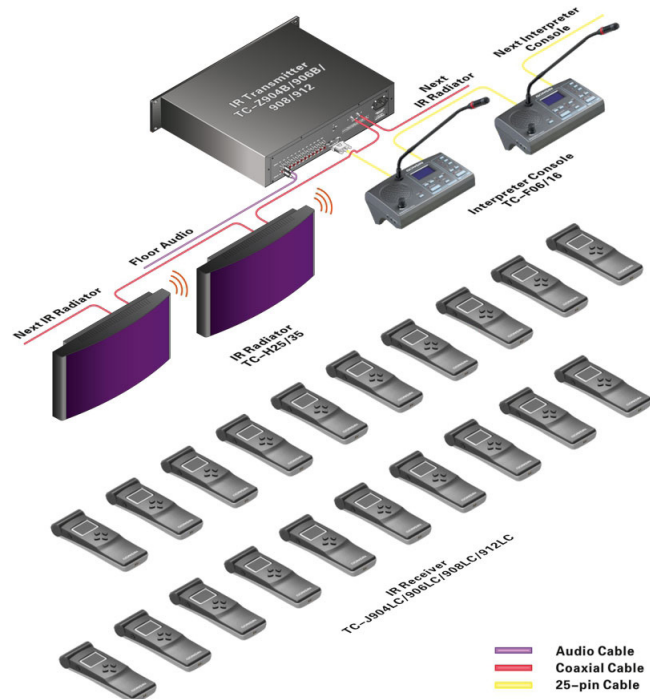 Next Interpreter
Console
IR Transmitter
TC-Z904B/906B/
908/912
Next
IR Radiator
Interpreter Console
TC-F06/16
Floor Audio
Next IR Radiator
IR Radiator
TC-H25/35
IR Receiver
TC-J904LC/906LC/908LC/912LC
Audio Cable
Coaxial Cable
25-pin Cable